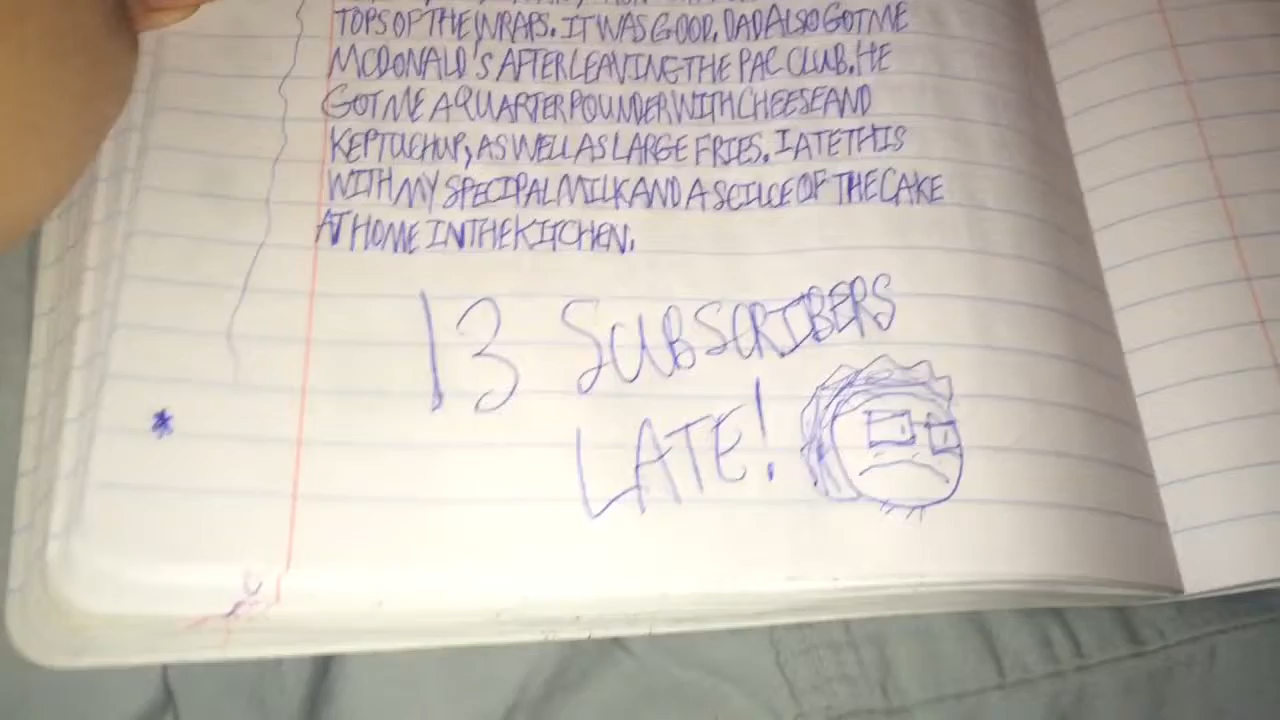 TOPS OF THE WRAPS. IT WAS GOOD. DAD ALSO GOT ME
MCDONALD'S AFTER LEAVING THE PAC CLUB. HE
GOT ME A QUARTER POUNDER WITH CHEESE AND
KEPTUCHUP, AS WELL AS LARGE FRIES. I ATE THIS
WITH MY SPECIPAL MILK AND A SCILCE OF THE CAKE
AT HOME IN THE KITCHEN.
13 SUBSCRIBERS
LATE!